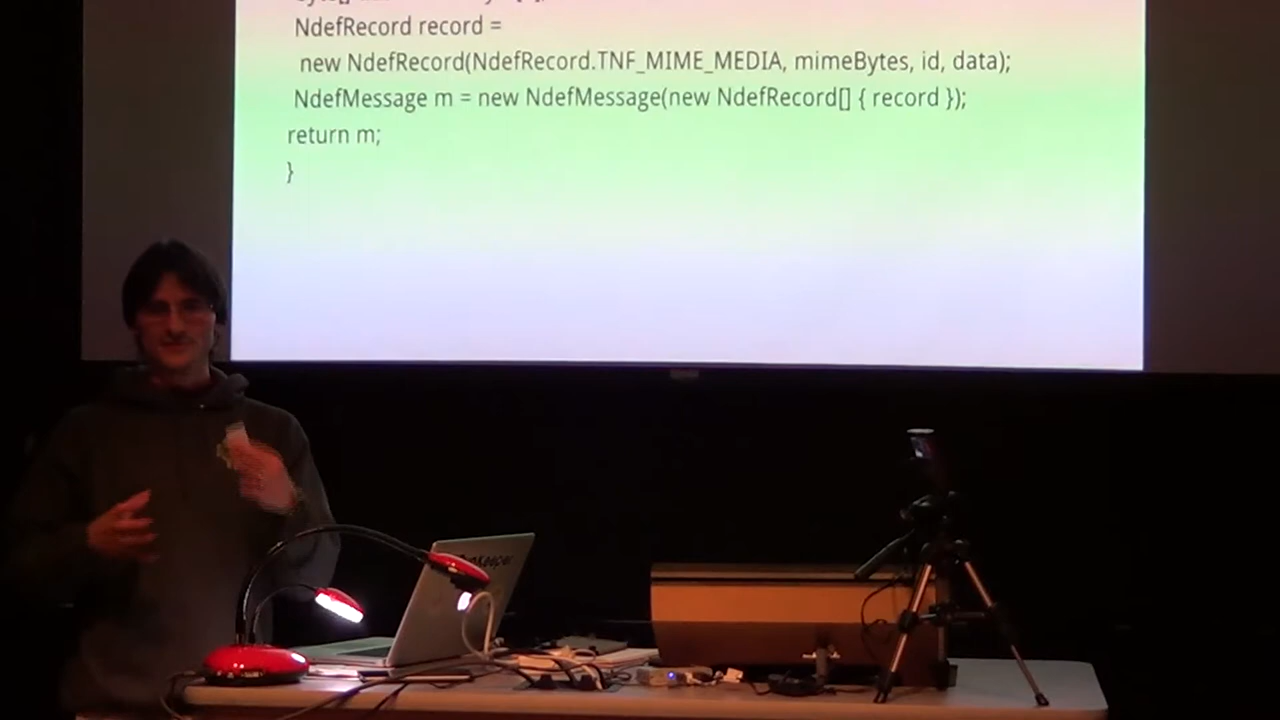 NdefRecord record =
new NdefRecord(NdefRecord.TNF_MIME_MEDIA, mimeBytes, id, data);
NdefMessage m = new NdefMessage(new NdefRecord[] { record });
return m;
}